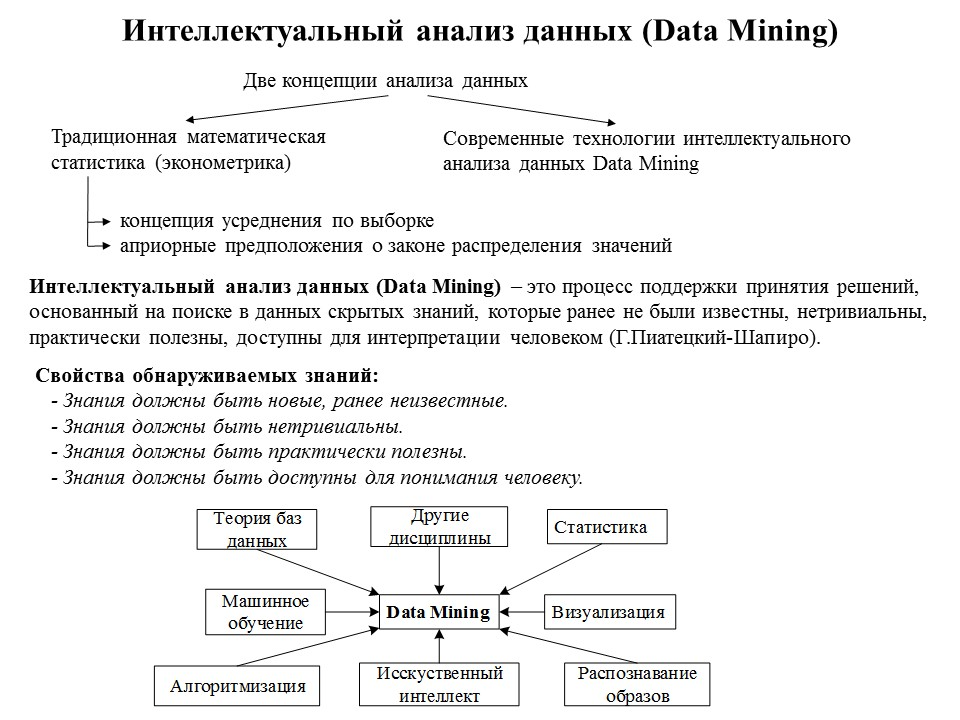 Интеллектуальный анализ данных (Data Mining)
Две концепции анализа данных
Традиционная математическая
статистика (эконометрика)
Современные технологии интеллектуального
анализа данных Data Mining
концепция усреднения по выборке
априорные предположения о законе распределения значений
Интеллектуальный анализ данных (Data Mining) – это процесс поддержки принятия решений,
основанный на поиске в данных скрытых знаний, которые ранее не были известны, нетривиальны,
практически полезны, доступны для интерпретации человеком (Г.Пиатецкий-Шапиро).
Свойства обнаруживаемых знаний:
- Знания должны быть новые, ранее неизвестные.
- Знания должны быть нетривиальны.
- Знания должны быть практически полезны.
- Знания должны быть доступны для понимания человеку.
Теория баз
данных
Другие
дисциплины
Статистика
Машинное
обучение
Data Mining
Визуализация
Алгоритмизация
Исскуственный
интеллект
Распознавание
образов